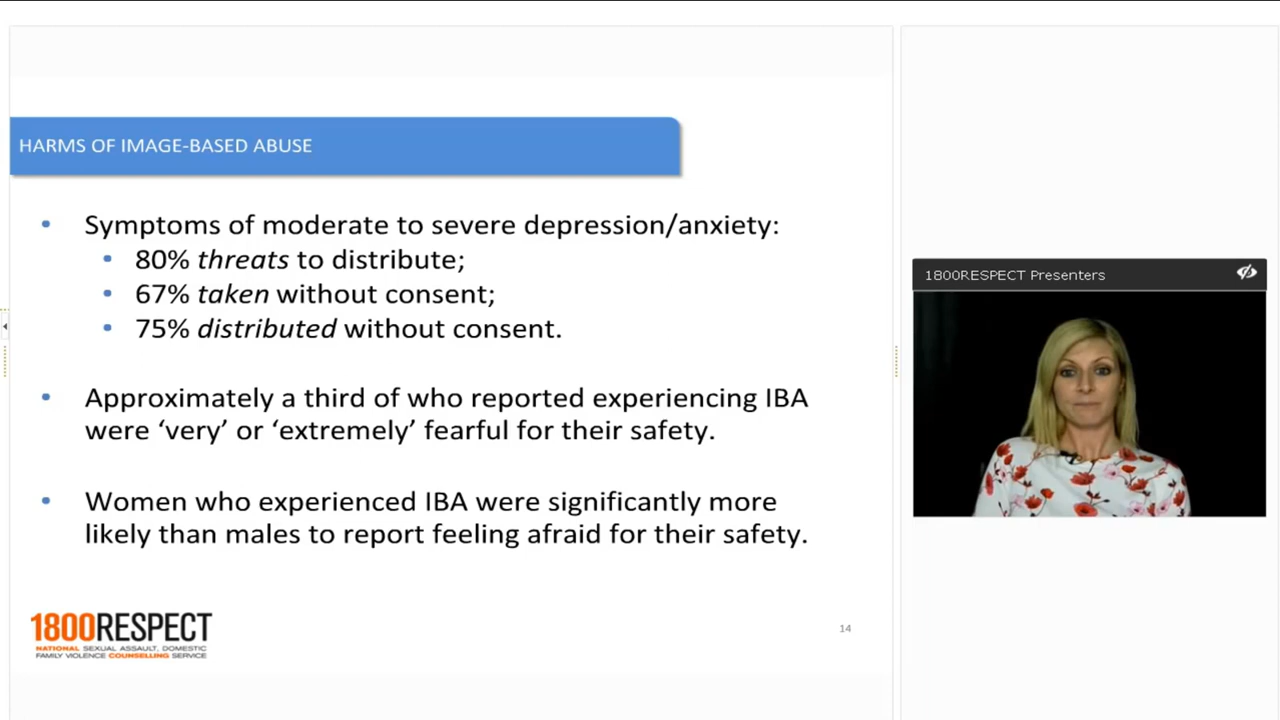 HARMS OF IMAGE-BASED ABUSE
• Symptoms of moderate to severe depression/anxiety:
• 80% threats to distribute;
• 67% taken without consent;
• 75% distributed without consent.
• Approximately a third of who reported experiencing IBA
were ‘very’ or ‘extremely’ fearful for their safety.
• Women who experienced IBA were significantly more
likely than males to report feeling afraid for their safety.
1800RESPECT
NATIONAL SEXUAL ASSAULT, DOMESTIC
FAMILY VIOLENCE COUNSELLING SERVICE
14
1800RESPECT Presenters